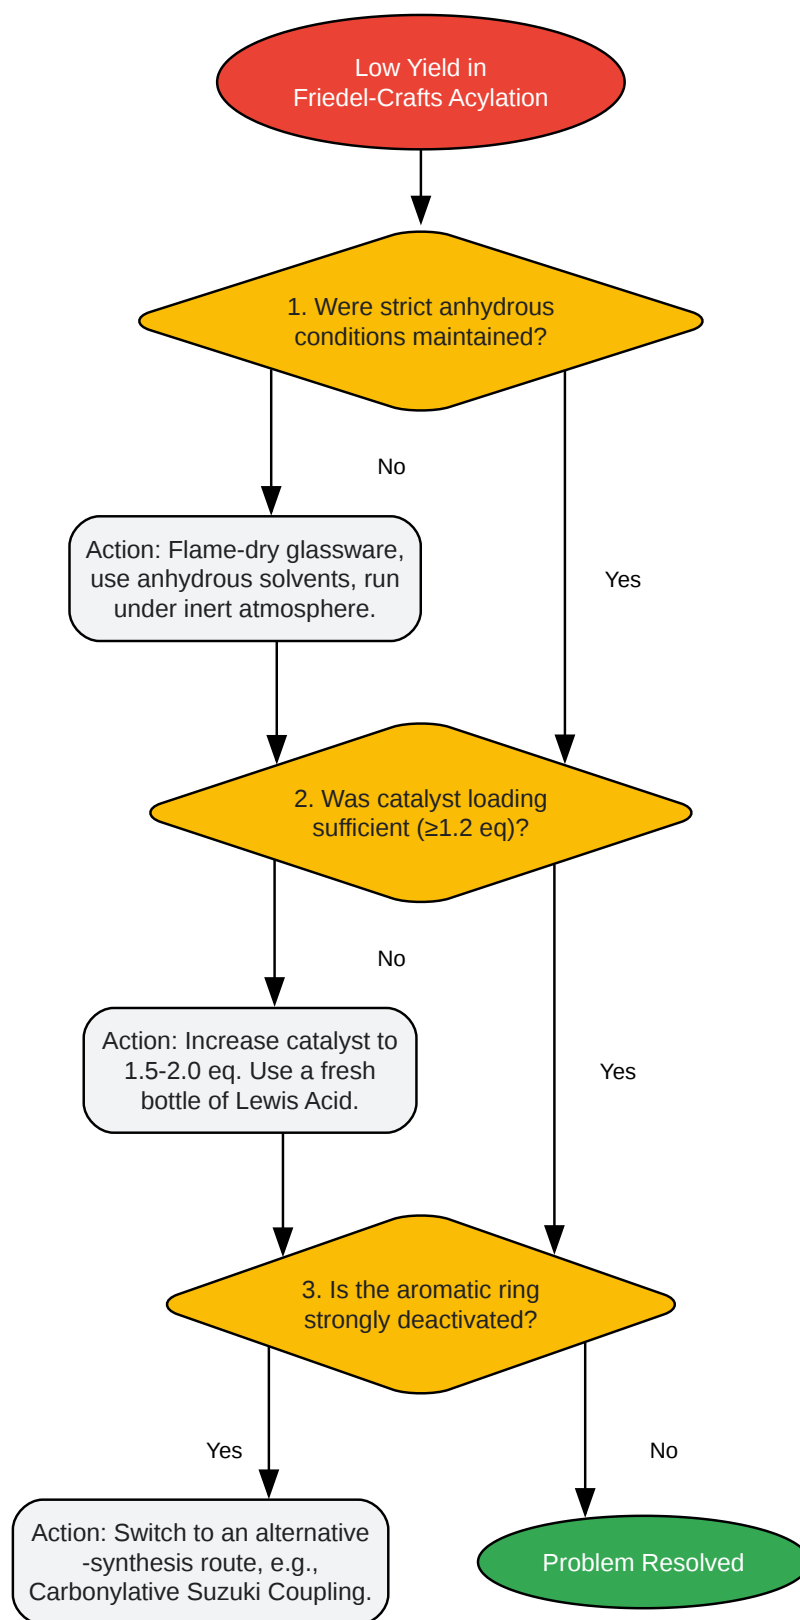 Low Yield in
Friedel-Crafts Acylation
1. Were strict anhydrous
conditions maintained?
No
Yes
Action: Flame-dry glassware,
use anhydrous solvents, run
under inert atmosphere.
2. Was catalyst loading
sufficient (≥1.2 eq)?
No
Yes
Action: Increase catalyst to
1.5-2.0 eq. Use a fresh
bottle of Lewis Acid.
3. Is the aromatic ring
strongly deactivated?
Yes
No
Action: Switch to an alternative
-synthesis route, e.g.,
Carbonylative Suzuki Coupling.
Problem Resolved